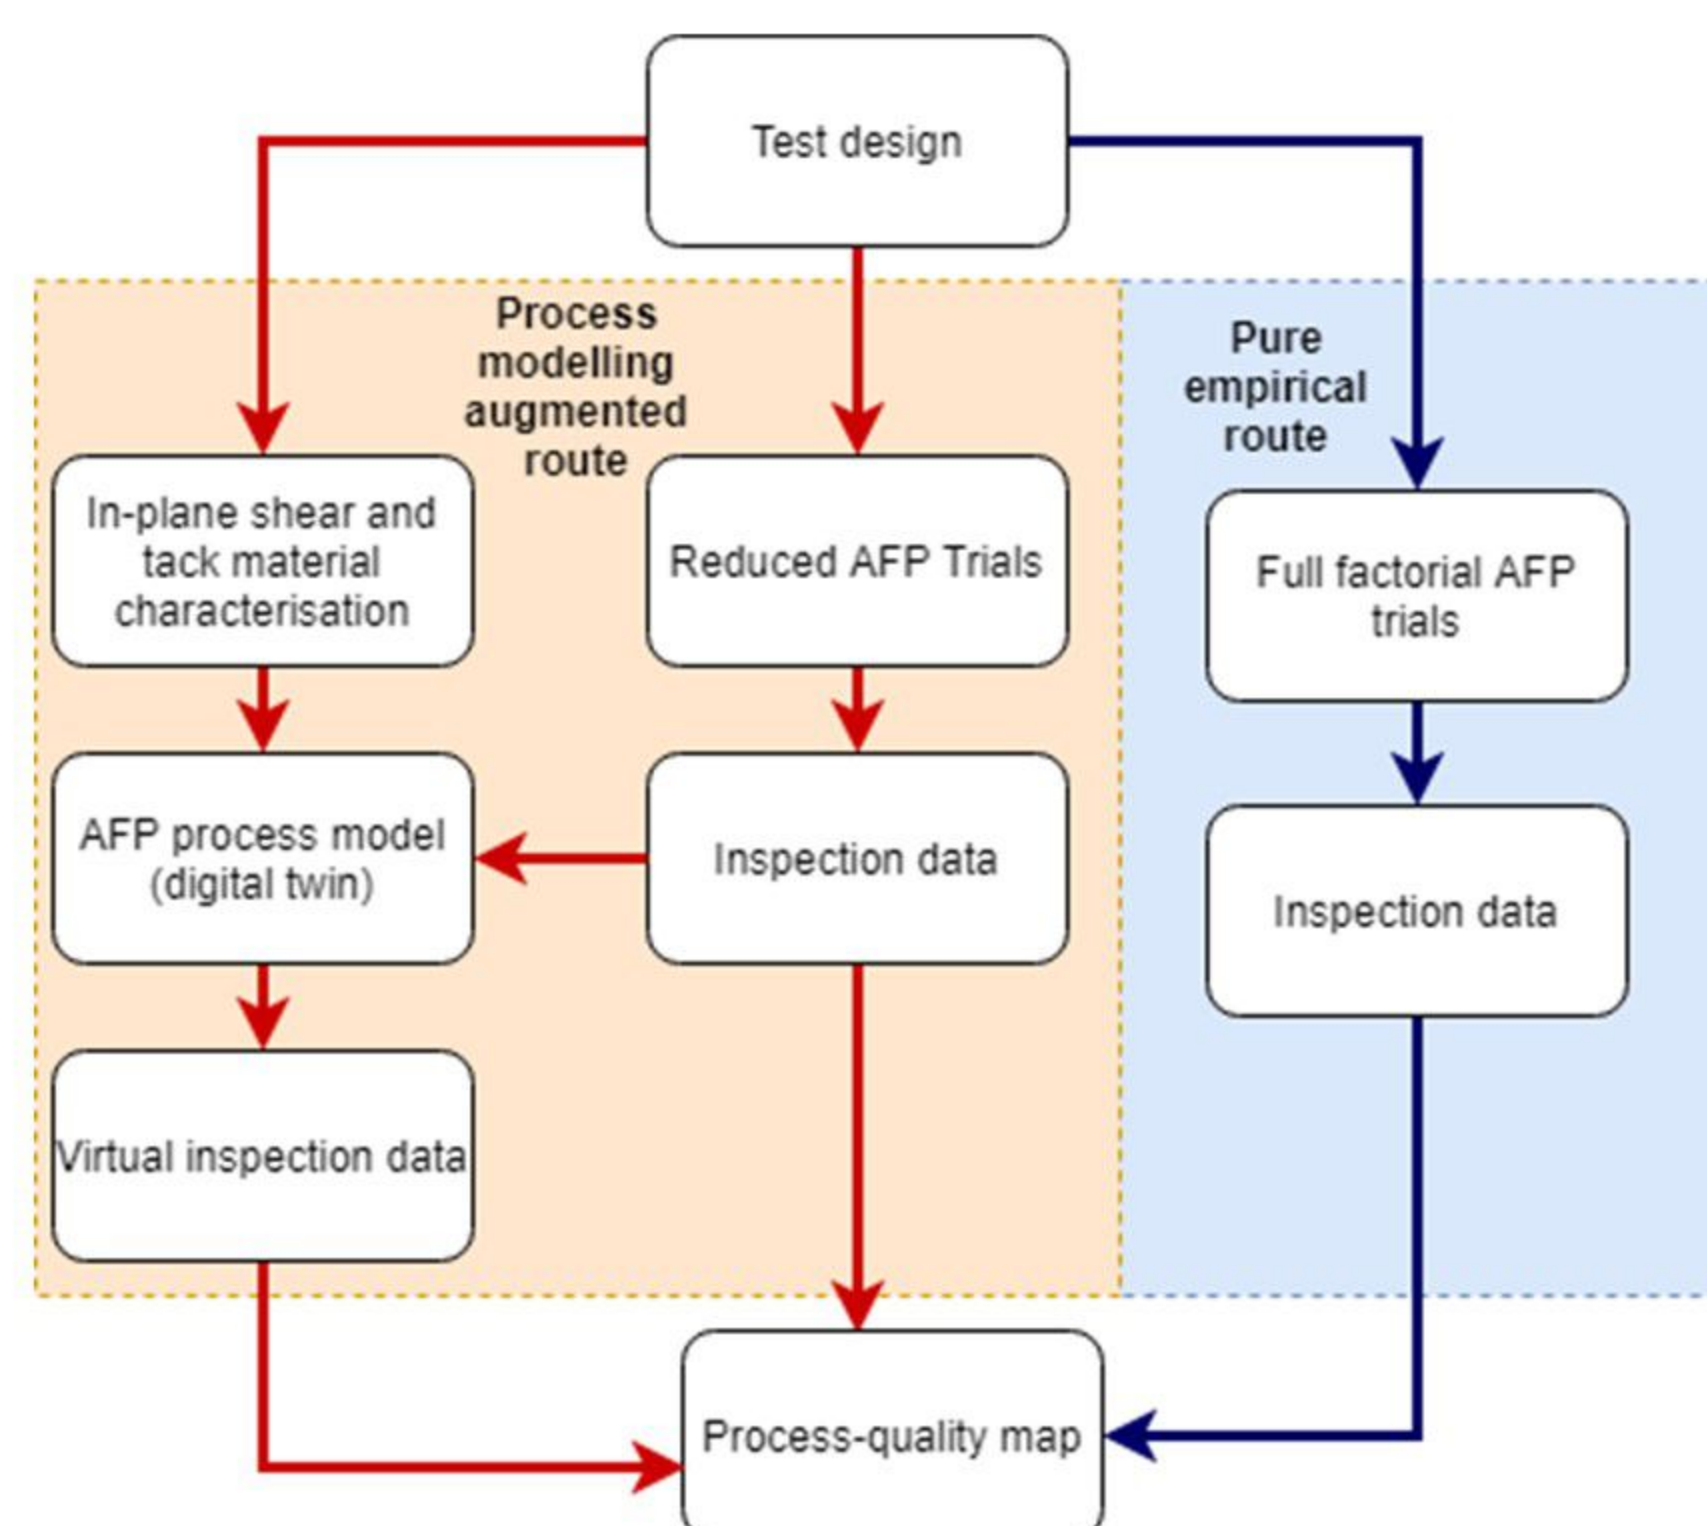 Test design
Process
modelling
augmented
route
Pure
empirical
route
In-plane shear and
tack material
characterisation
Reduced AFP Trials
Full factorial AFP
trials
AFP process model
(digital twin)
Inspection data
Inspection data
Virtual inspection data
Process-quality map